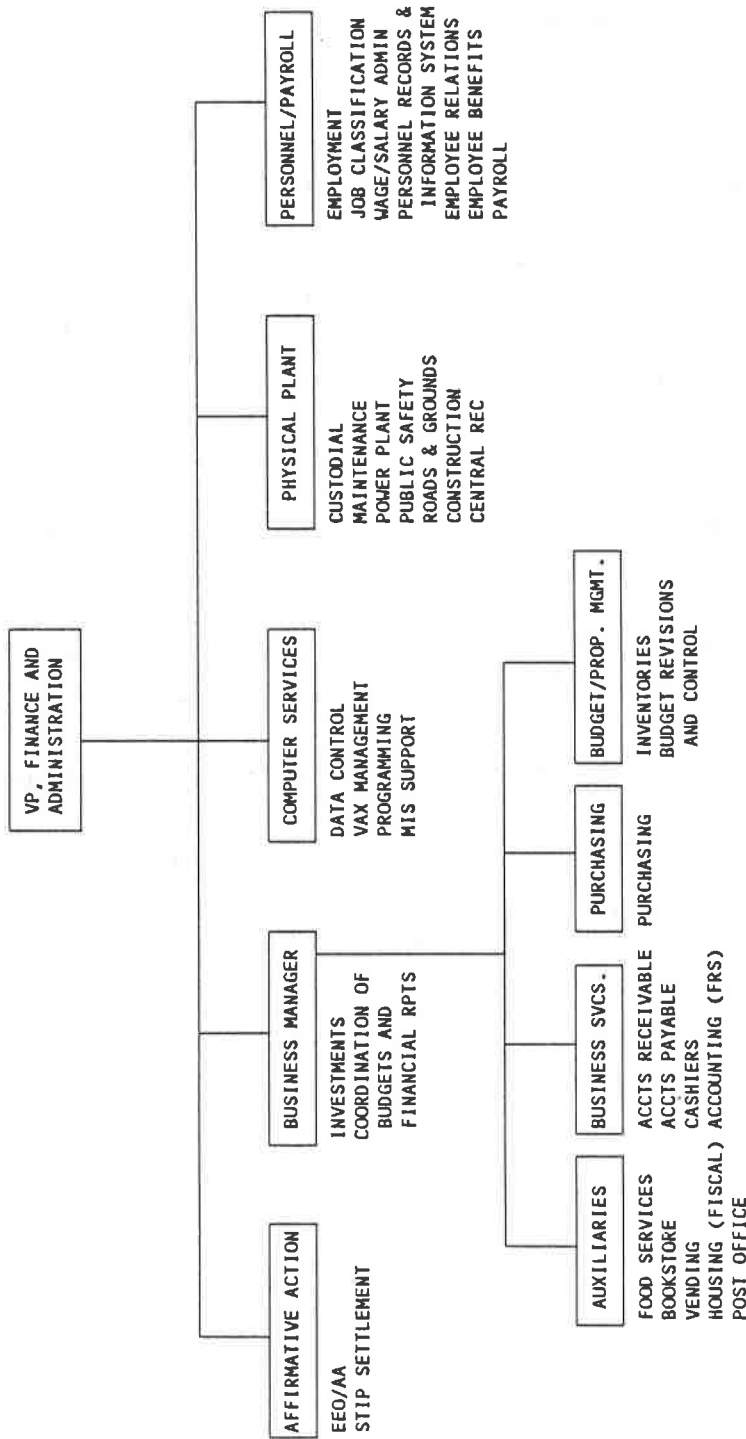 VP, FINANCE AND
ADMINISTRATION
AFFIRMATIVE ACTION
EEO/AA
STIP SETTLEMENT
BUSINESS MANAGER
INVESTMENTS
COORDINATION OF
BUDGETS AND
FINANCIAL RPTS
COMPUTER SERVICES
DATA CONTROL
VAX MANAGEMENT
PROGRAMMING
MIS SUPPORT
PHYSICAL PLANT
CUSTODIAL
MAINTENANCE
POWER PLANT
PUBLIC SAFETY
ROADS & GROUNDS
CONSTRUCTION
CENTRAL REC
PERSONNEL/PAYROLL
EMPLOYMENT
JOB CLASSIFICATION
WAGE/SALARY ADMIN
PERSONNEL RECORDS &
INFORMATION SYSTEM
EMPLOYEE RELATIONS
EMPLOYEE BENEFITS
PAYROLL
AUXILIARIES
FOOD SERVICES
BOOKSTORE
VENDING
HOUSING (FISCAL)
POST OFFICE
BUSINESS SVCS.
ACCTS RECEIVABLE
ACCTS PAYABLE
CASHIERS
ACCOUNTING (FRS)
PURCHASING
PURCHASING
BUDGET/PROP. MGMT.
INVENTORIES
BUDGET REVISIONS
AND CONTROL